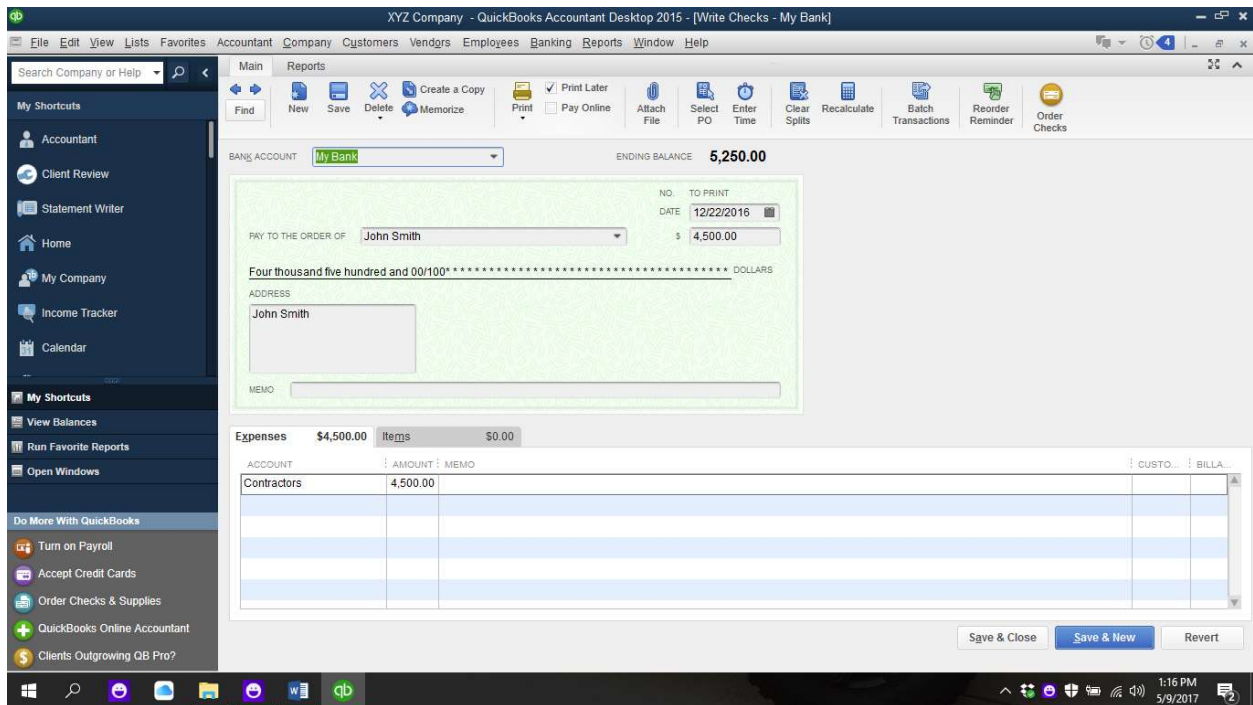 qb XYZ Company - QuickBooks Accountant Desktop 2015 - [Write Checks - My Bank]
File Edit View Lists Favorites Accountant Company Customers Vendors Employees Banking Reports Window Help 4
Search Company or Help
Main Reports
Find New Save Delete Create a Copy Memorize Print Print Later Pay Online Attach File Select PO Enter Time Clear Splits Recalculate Batch Transactions Reorder Reminder Order Checks
My Shortcuts
Accountant
Client Review
Statement Writer
Home
My Company
Income Tracker
Calendar
My Shortcuts
View Balances
Run Favorite Reports
Open Windows
Do More With QuickBooks
Turn on Payroll
Accept Credit Cards
Order Checks & Supplies
QuickBooks Online Accountant
Clients Outgrowing QB Pro?
BANK ACCOUNT My Bank ENDING BALANCE 5,250.00
NO. TO PRINT
DATE 12/22/2016
PAY TO THE ORDER OF John Smith $ 4,500.00
Four thousand five hundred and 00/100* * * * * * * * * * * * * * * * * * * * * * * * * * * * * * * * * * * * * * * * DOLLARS
ADDRESS
John Smith
MEMO
Expenses $4,500.00 Items $0.00
ACCOUNT AMOUNT MEMO CUSTO... BILLA...
Contractors 4,500.00
Save & Close Save & New Revert
qb 1:16 PM
5/9/2017 2